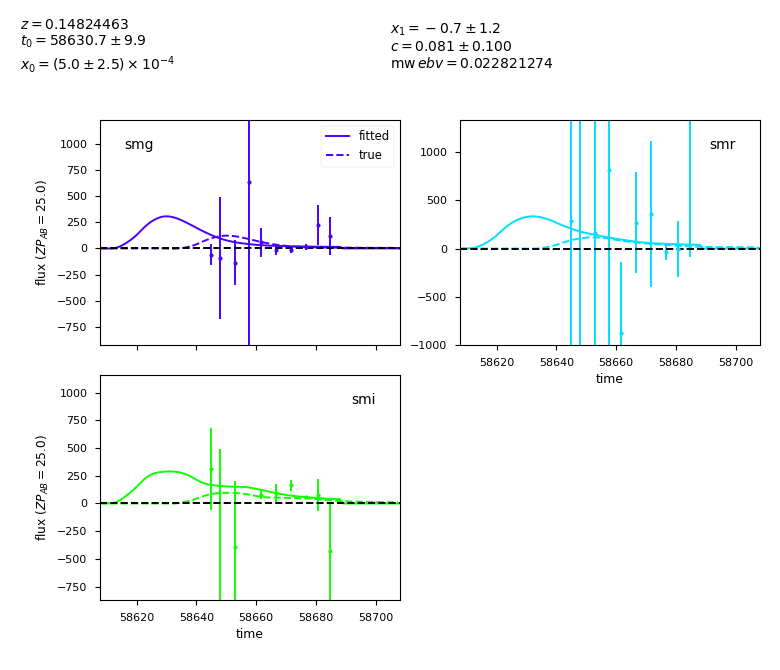 z = 0.14824463
t₀ = 58630.7 ± 9.9
x₀ = (5.0 ± 2.5) × 10⁻⁴
x₁ = −0.7 ± 1.2
c = 0.081 ± 0.100
mw ebv = 0.022821274
smg
fitted
true
1000
750
500
250
0
−250
−500
−750
flux (ZP_AB = 25.0)
smr
1000
500
0
−500
−1000
58620 58640 58660 58680 58700
time
smi
1000
750
500
250
0
−250
−500
−750
flux (ZP_AB = 25.0)
58620 58640 58660 58680 58700
time